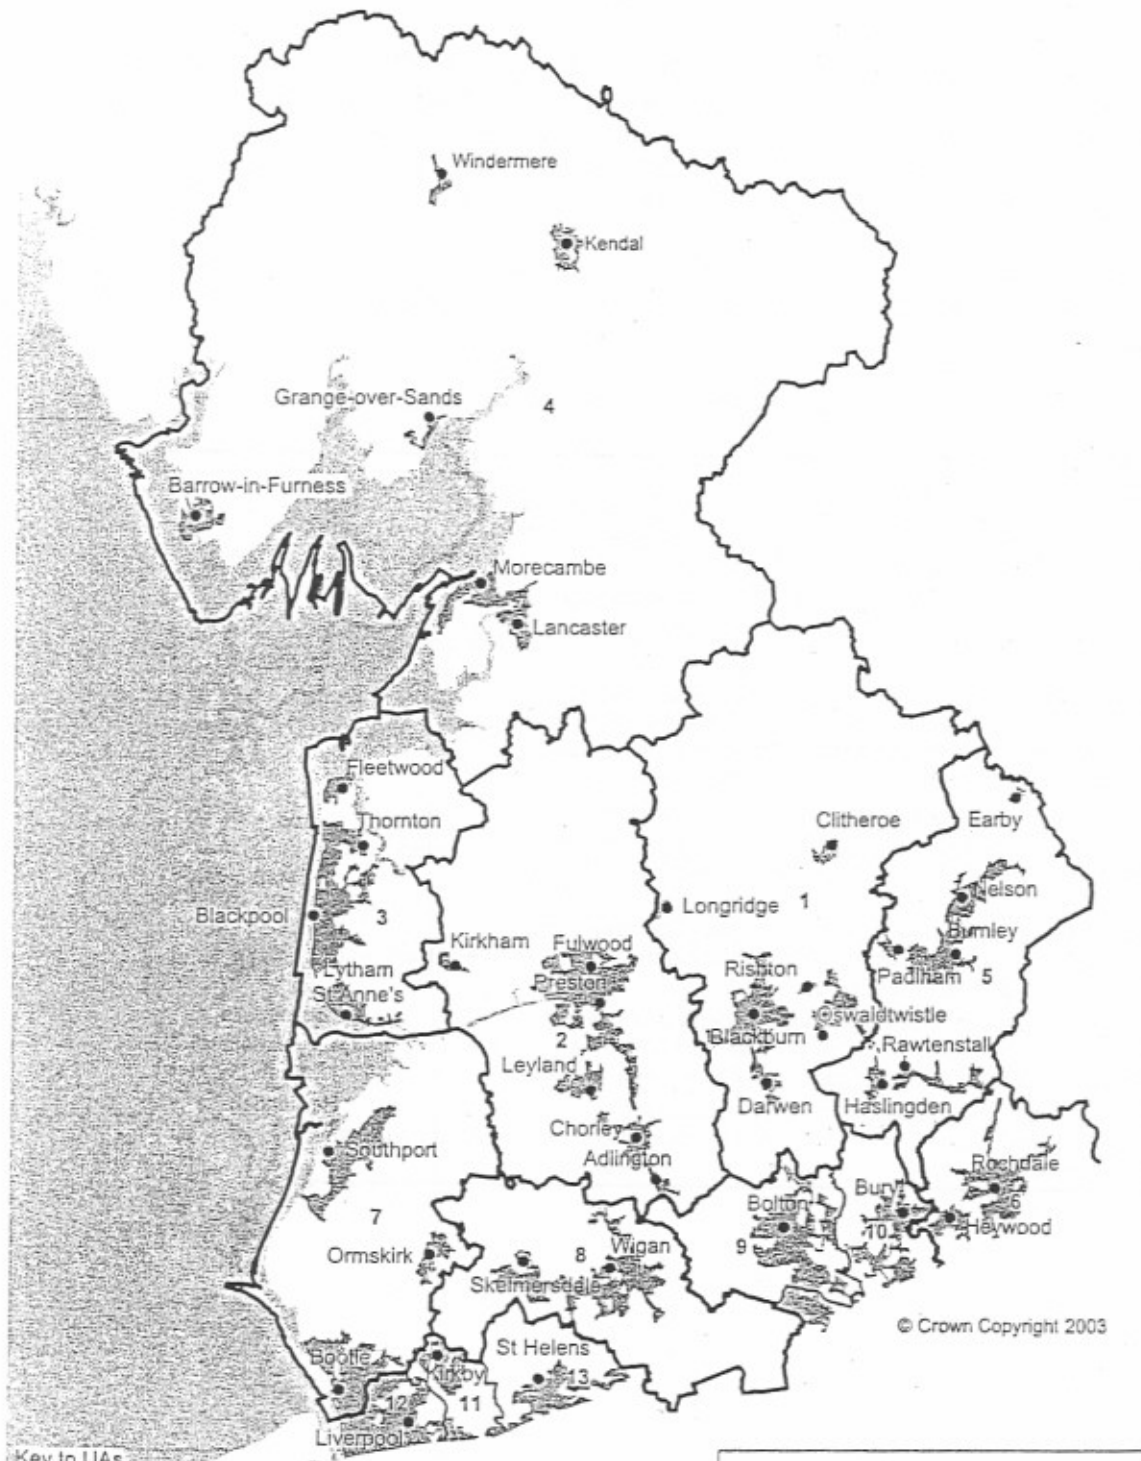 Windermere
Kendal
Grange-over-Sands
4
Barrow-in-Furness
Morecambe
Lancaster
Fleetwood
Thornton
Clitheroe
Earby
Nelson
Blackpool
3
Longridge
1
Kirkham
Fulwood
Burnley
Lytham
St Anne's
Preston
Rishton
Padiham
5
Oswaldtwistle
2
Blackburn
Leyland
Rawtenstall
Darwen
Haslingden
Chorley
Southport
Adlington
Rochdale
Bolton
Bury
6
7
Heywood
Ormskirk
8
Wigan
9
10
Skelmersdale
© Crown Copyright 2003
Bootle
Kirkby
St Helens
13
12
11
Liverpool
Key to UAs